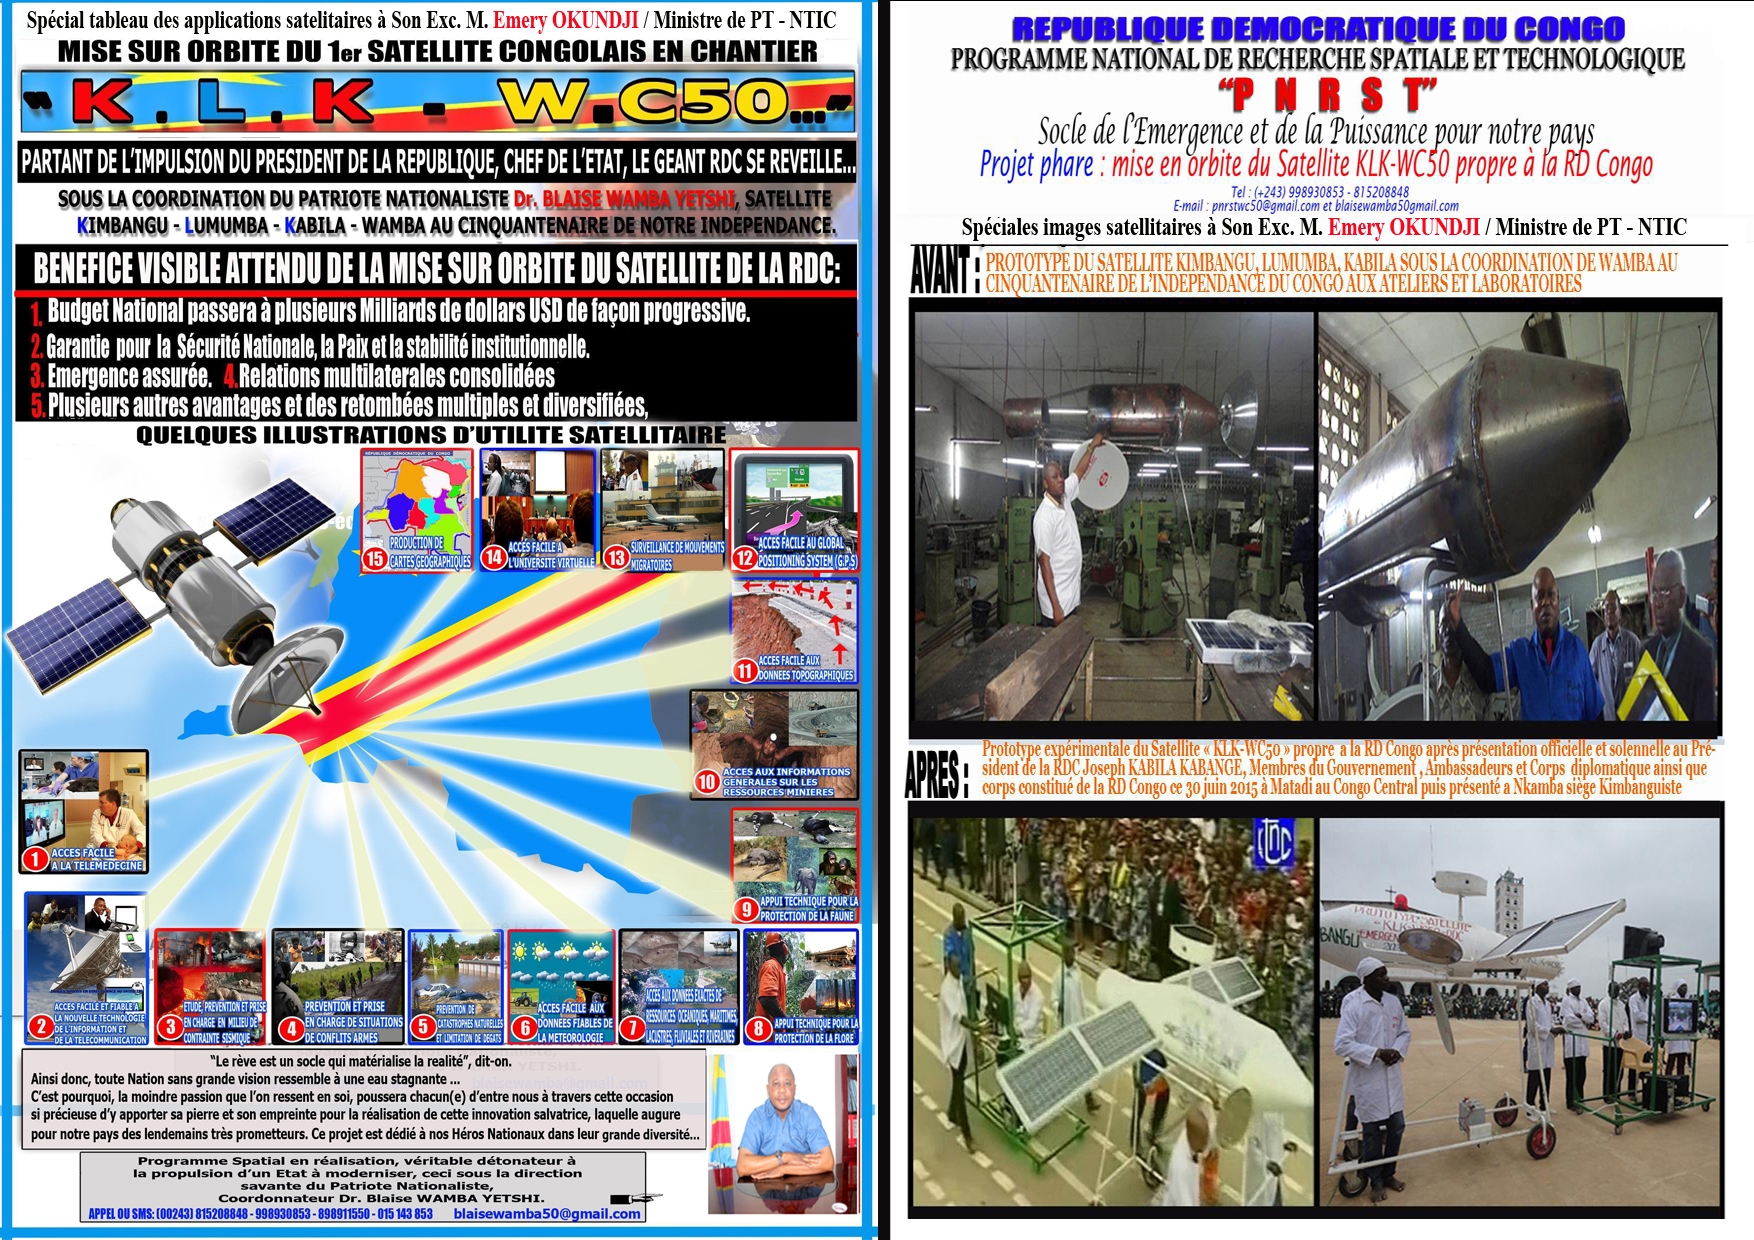 Spécial tableau des applications satelitaires à Son Exc. M. Emery OKUNDJI / Ministre de PT - NTIC
MISE SUR ORBITE DU 1er SATELLITE CONGOLAIS EN CHANTIER
“ K . L . K - W.C50...”
PARTANT DE L’IMPULSION DU PRESIDENT DE LA REPUBLIQUE, CHEF DE L’ETAT, LE GEANT RDC SE REVEILLE...
SOUS LA COORDINATION DU PATRIOTE NATIONALISTE Dr. BLAISE WAMBA YETSHI, SATELLITE
KIMBANGU - LUMUMBA - KABILA - WAMBA AU CINQUANTENAIRE DE NOTRE INDEPENDANCE.
BENEFICE VISIBLE ATTENDU DE LA MISE SUR ORBITE DU SATELLITE DE LA RDC:
1. Budget National passera à plusieurs Milliards de dollars USD de façon progressive.
2. Garantie pour la Sécurité Nationale, la Paix et la stabilité institutionnelle.
3. Emergence assurée. 4.Relations multilaterales consolidées
5. Plusieurs autres avantages et des retombées multiples et diversifiées,
QUELQUES ILLUSTRATIONS D’UTILITE SATELLITAIRE
REPUBLIQUE DEMOCRATIQUE DU CONGO
15 PRODUCTION DE
CARTES GEOGRAPHIQUES
14 ACCES FACILE A
L’UNIVERSITE VIRTUELLE
13 SURVEILLANCE DE MOUVEMENTS
MIGRATOIRES
12 ACCES FACILE AU GLOBAL
POSITIONING SYSTEM (G.P.S)
11 ACCES FACILE AUX
DONNEES TOPOGRAPHIQUES
10 ACCES AUX INFORMATIONS
GENERALES SUR LES
RESSOURCES MINIERES
9 APPUI TECHNIQUE POUR LA
PROTECTION DE LA FAUNE
1 ACCES FACILE
A LA TELEMEDECINE
2 ACCES FACILE ET FIABLE A
LA NOUVELLE TECHNOLOGIE
DE L’INFORMATION ET
DE LA TELECOMMUNICATION
3 ETUDE, PREVENTION ET PRISE
EN CHARGE EN MILIEU DE
CONTRAINTE SISMIQUE
4 PREVENTION ET PRISE
EN CHARGE DE SITUATIONS
DE CONFLITS ARMES
5 PREVENTION DE
CATASTROPHES NATURELLES
ET LIMITATION DE DEGATS
6 ACCES FACILE AUX
DONNEES FIABLES DE
LA METEOROLOGIE
7 ACCES AUX DONNEES EXACTES DE
RESSOURCES OCEANIQUES, MARITIMES,
LACUSTRES, FLUVIALES ET RIVERAINES
8 APPUI TECHNIQUE POUR LA
PROTECTION DE LA FLORE
“Le rêve est un socle qui matérialise la realité”, dit-on.
Ainsi donc, toute Nation sans grande vision ressemble à une eau stagnante ...
C’est pourquoi, la moindre passion que l’on ressent en soi, poussera chacun(e) d’entre nous à travers cette occasion
si précieuse d’y apporter sa pierre et son empreinte pour la réalisation de cette innovation salvatrice, laquelle augure
pour notre pays des lendemains très prometteurs. Ce projet est dédié à nos Héros Nationaux dans leur grande diversité...
Programme Spatial en réalisation, véritable détonateur à
la propulsion d’un Etat à moderniser, ceci sous la direction
savante du Patriote Nationaliste,
Coordonnateur Dr. Blaise WAMBA YETSHI.
APPEL OU SMS: (00243) 815208848 - 998930853 - 898911550 - 015 143 853 blaisewamba50@gmail.com
REPUBLIQUE DEMOCRATIQUE DU CONGO
PROGRAMME NATIONAL DE RECHERCHE SPATIALE ET TECHNOLOGIQUE
“P N R S T”
Socle de l’Emergence et de la Puissance pour notre pays
Projet phare : mise en orbite du Satellite KLK-WC50 propre à la RD Congo
Tel : (+243) 998930853 - 815208848
E-mail : pnrstwc50@gmail.com et blaisewamba50gmail.com
Spéciales images satellitaires à Son Exc. M. Emery OKUNDJI / Ministre de PT - NTIC
AVANT : PROTOTYPE DU SATELLITE KIMBANGU, LUMUMBA, KABILA SOUS LA COORDINATION DE WAMBA AU
CINQUANTENAIRE DE L’INDEPENDANCE DU CONGO AUX ATELIERS ET LABORATOIRES
APRES : Prototype expérimentale du Satellite « KLK-WC50 » propre a la RD Congo après présentation officielle et solennelle au Pré-
sident de la RDC Joseph KABILA KABANGE, Membres du Gouvernement , Ambassadeurs et Corps diplomatique ainsi que
corps constitué de la RD Congo ce 30 juin 2015 à Matadi au Congo Central puis présenté a Nkamba siège Kimbanguiste
rtnc
PROTOTYPE SATELLITE
BANGU